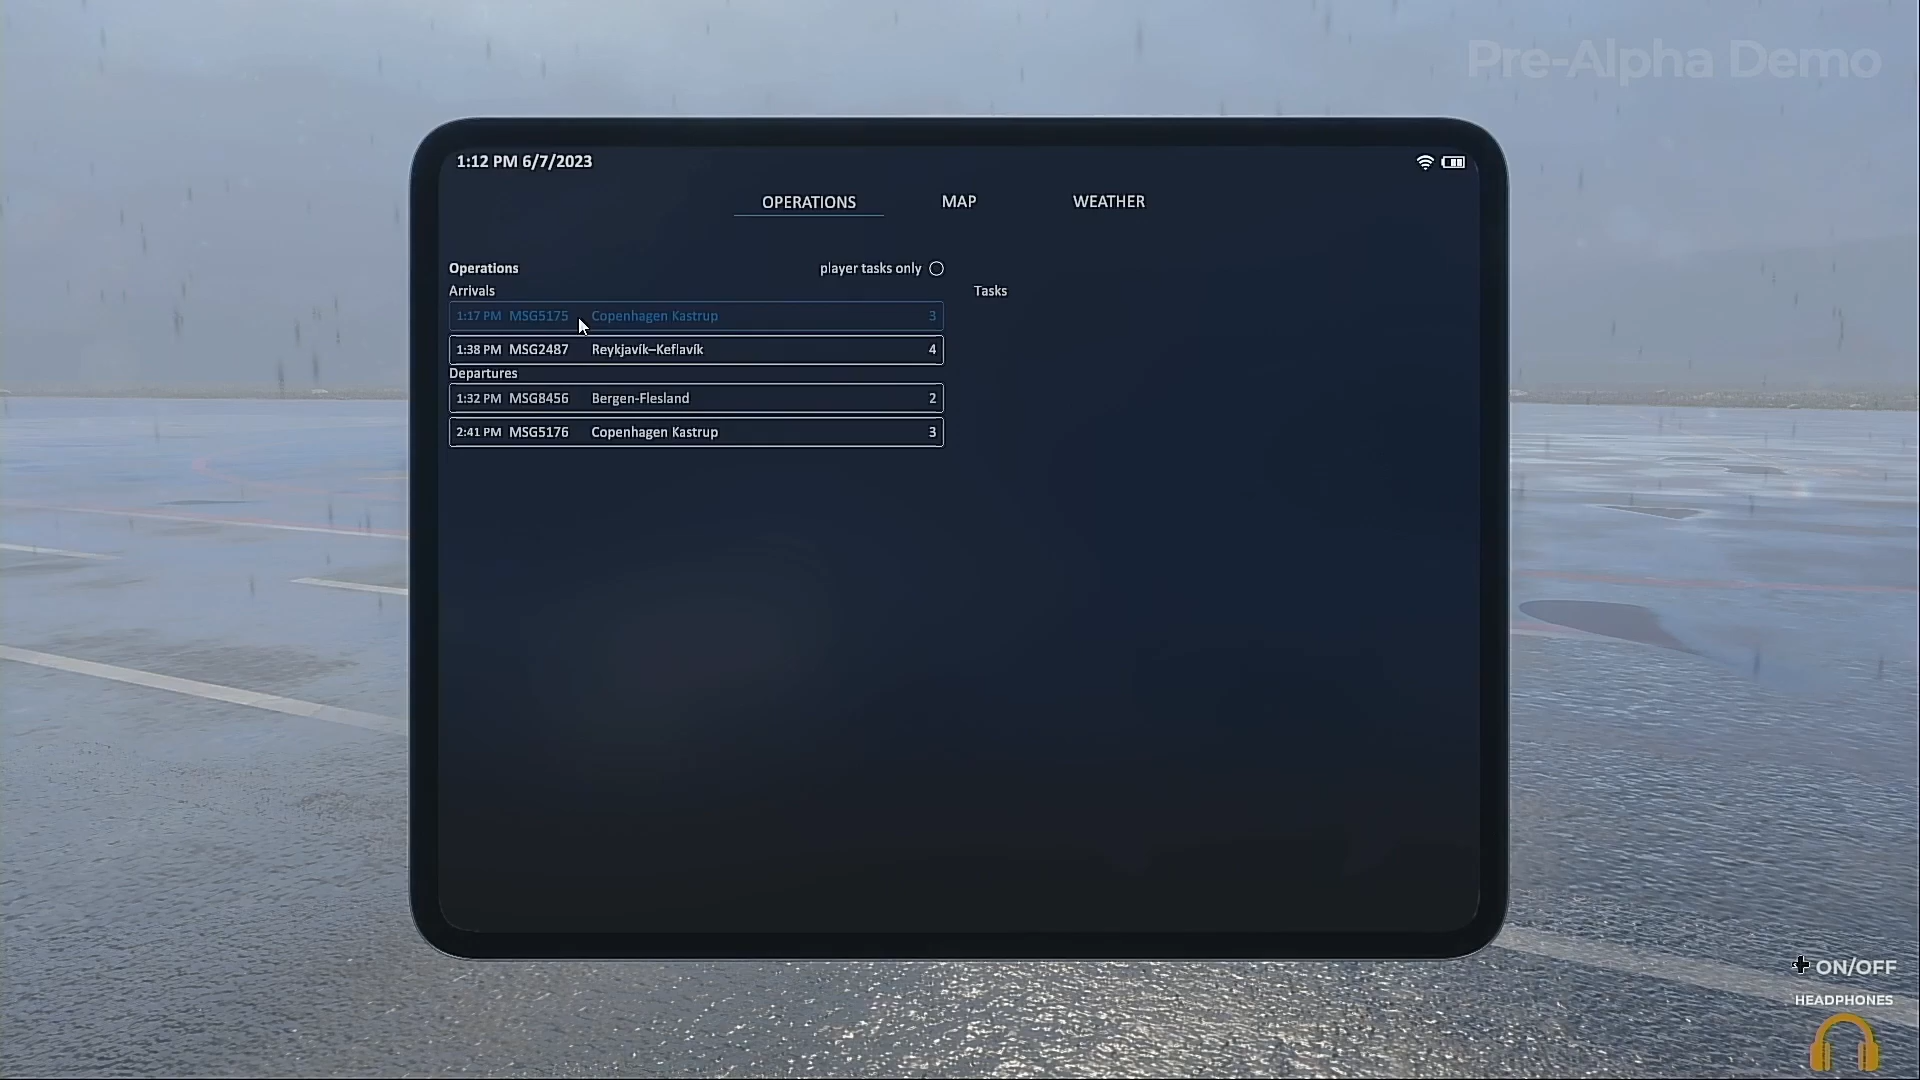 Pre-Alpha Demo
1:12 PM 6/7/2023
OPERATIONS MAP WEATHER
Operations player tasks only
Arrivals Tasks
1:17 PM MSG5175 Copenhagen Kastrup 3
1:38 PM MSG2487 Reykjavík–Keflavík 4
Departures
1:32 PM MSG8456 Bergen-Flesland 2
2:41 PM MSG5176 Copenhagen Kastrup 3
ON/OFF
HEADPHONES